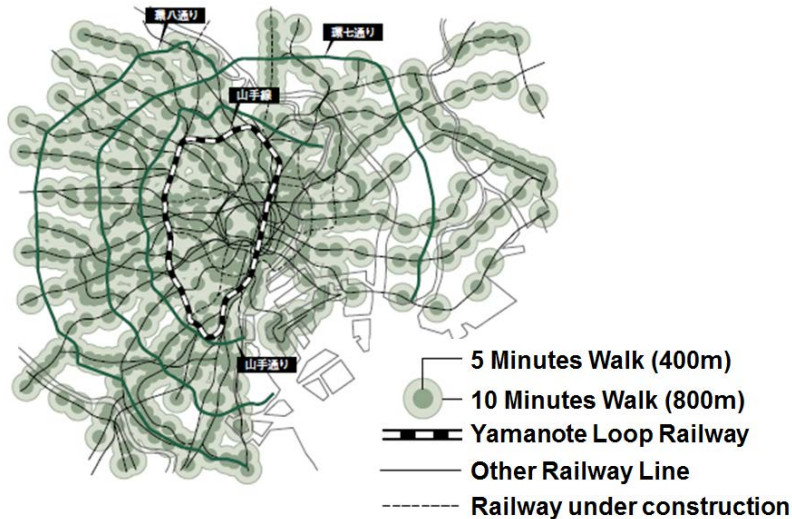 環八通り
環七通り
山手線
山手通り
5 Minutes Walk (400m)
10 Minutes Walk (800m)
Yamanote Loop Railway
Other Railway Line
Railway under construction